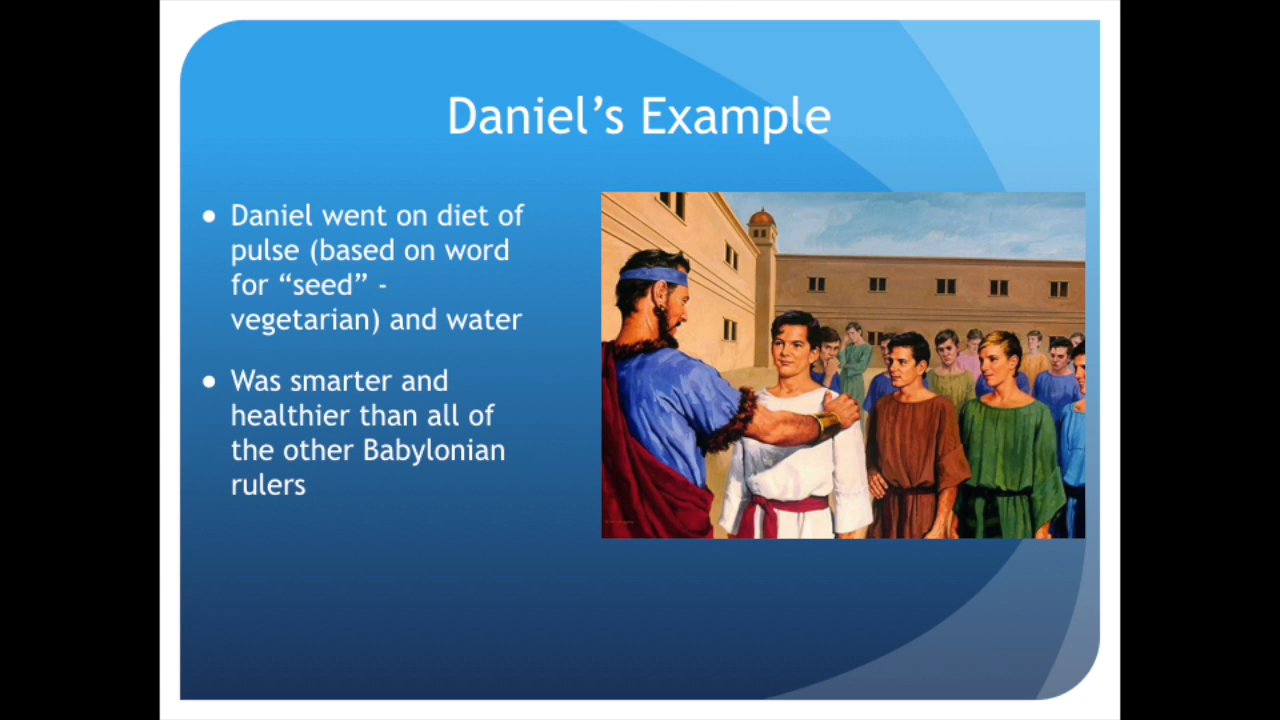 Daniel’s Example
● Daniel went on diet of
pulse (based on word
for “seed” -
vegetarian) and water
● Was smarter and
healthier than all of
the other Babylonian
rulers